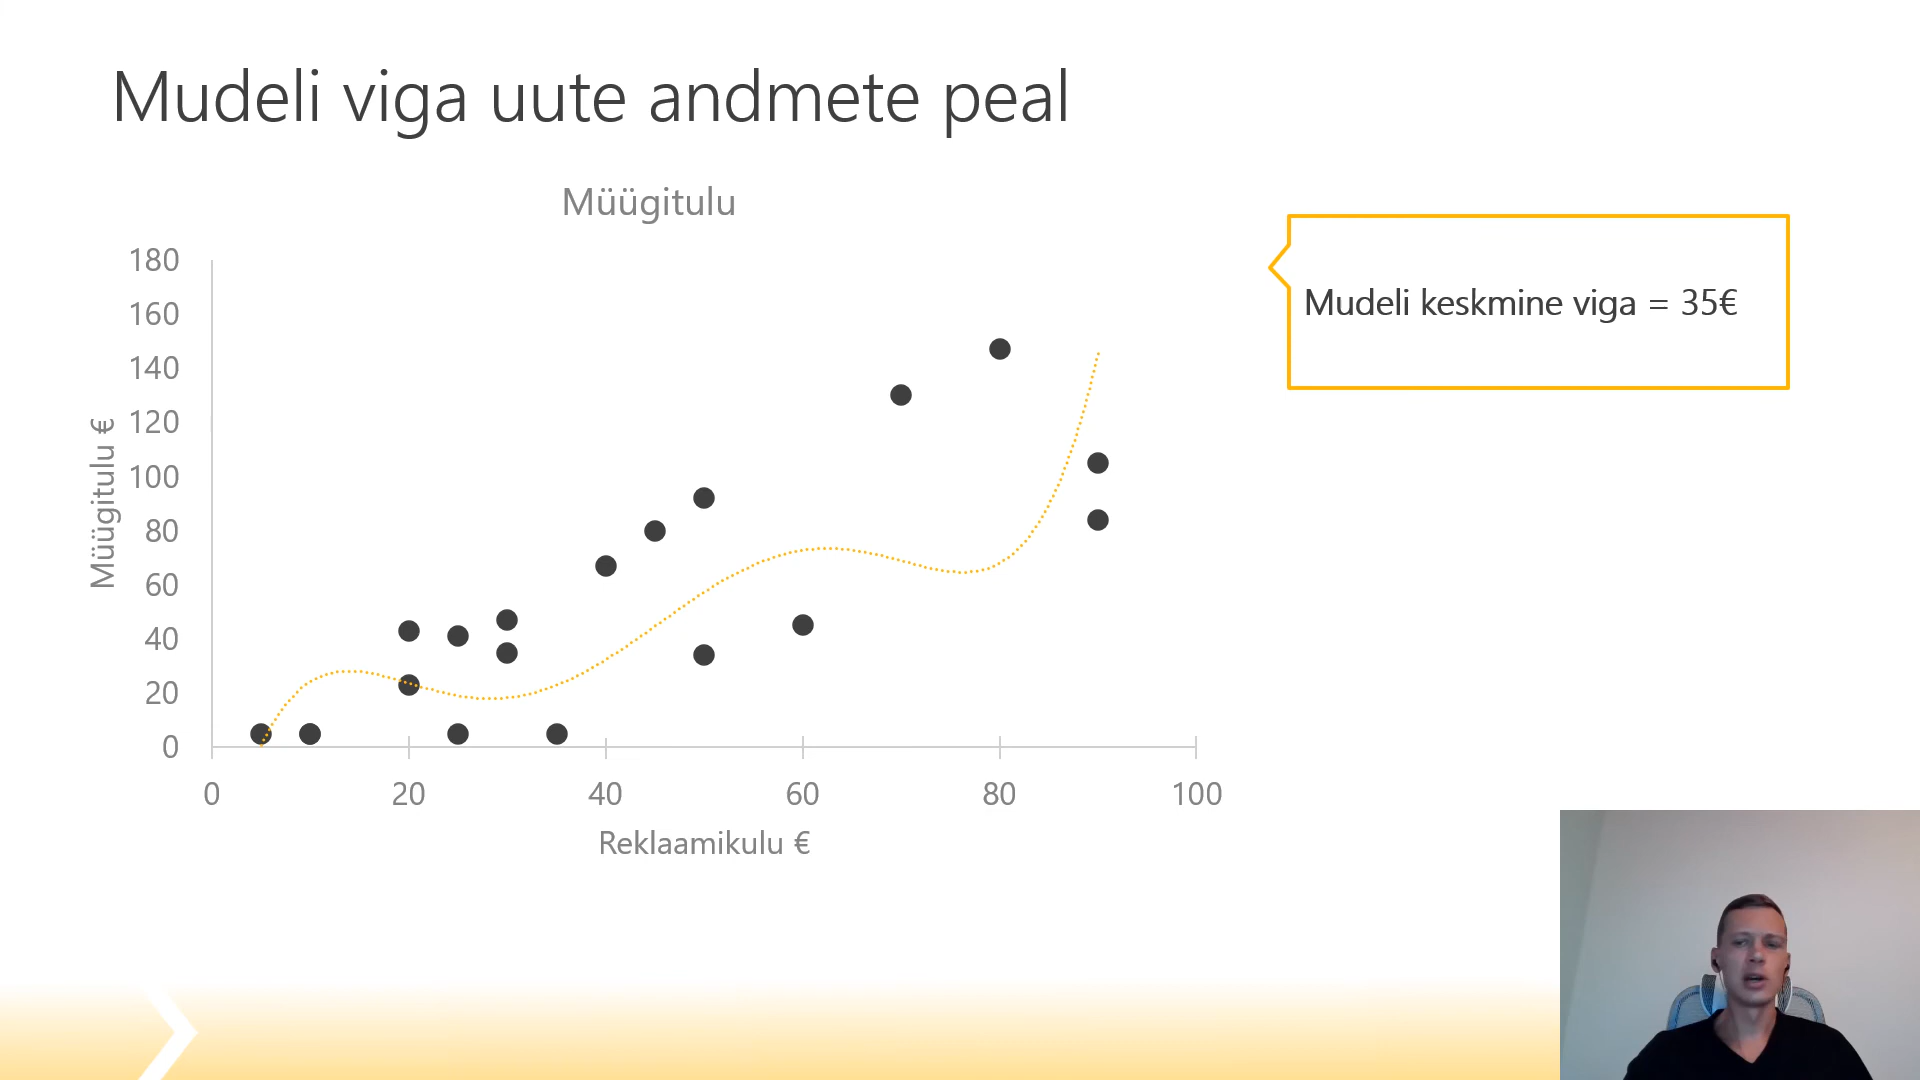 Mudeli viga uute andmete peal
Müügitulu
180
160
140
120
100
80
60
40
20
0
Müügitulu €
0 20 40 60 80 100
Reklaamikulu €
Mudeli keskmine viga = 35€